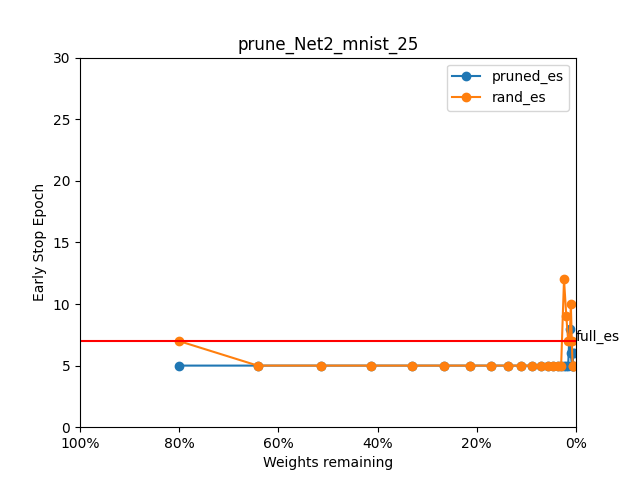 prune_Net2_mnist_25
pruned_es
rand_es
30
25
20
15
10
5
0
Early Stop Epoch
full_es
100%
80%
60%
40%
20%
0%
Weights remaining